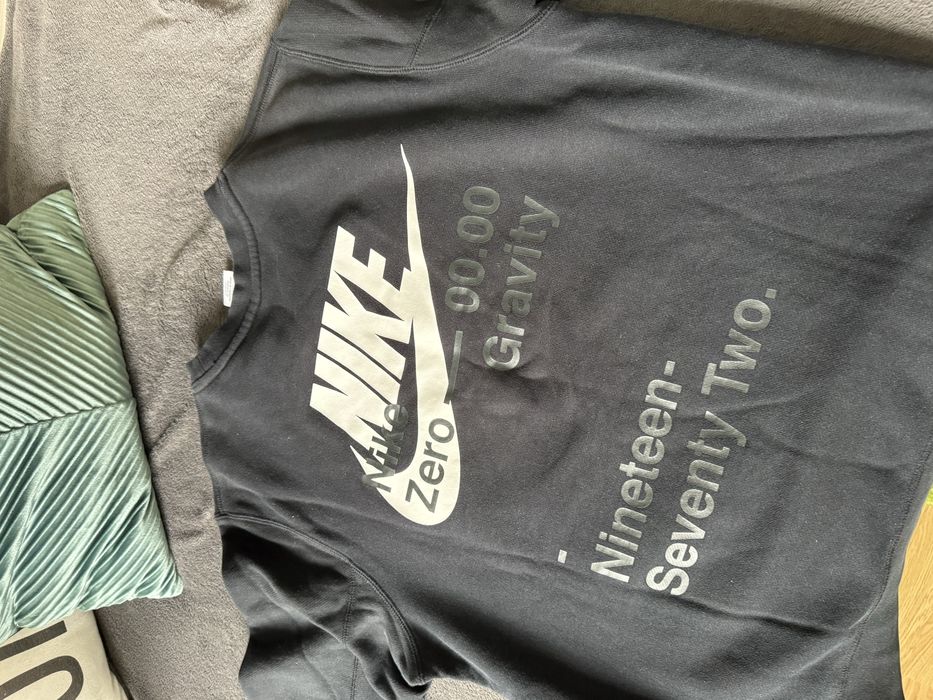 NIKE
Nike
Zero — 00.00
Gravity
-
Nineteen-
Seventy Two.